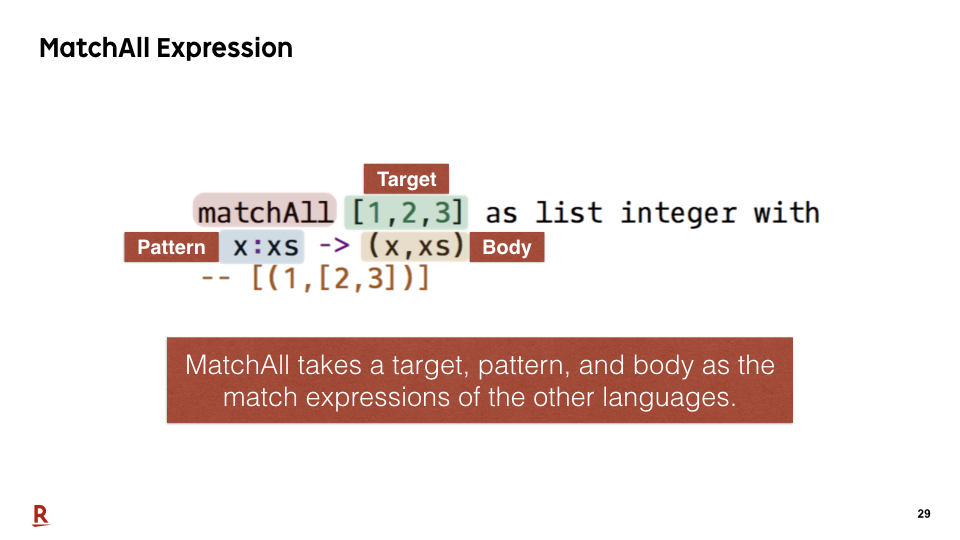 MatchAll Expression
Target
matchAll [1,2,3] as list integer with
Pattern x:xs -> (x,xs) Body
-- [(1,[2,3])]
MatchAll takes a target, pattern, and body as the
match expressions of the other languages.
R 29